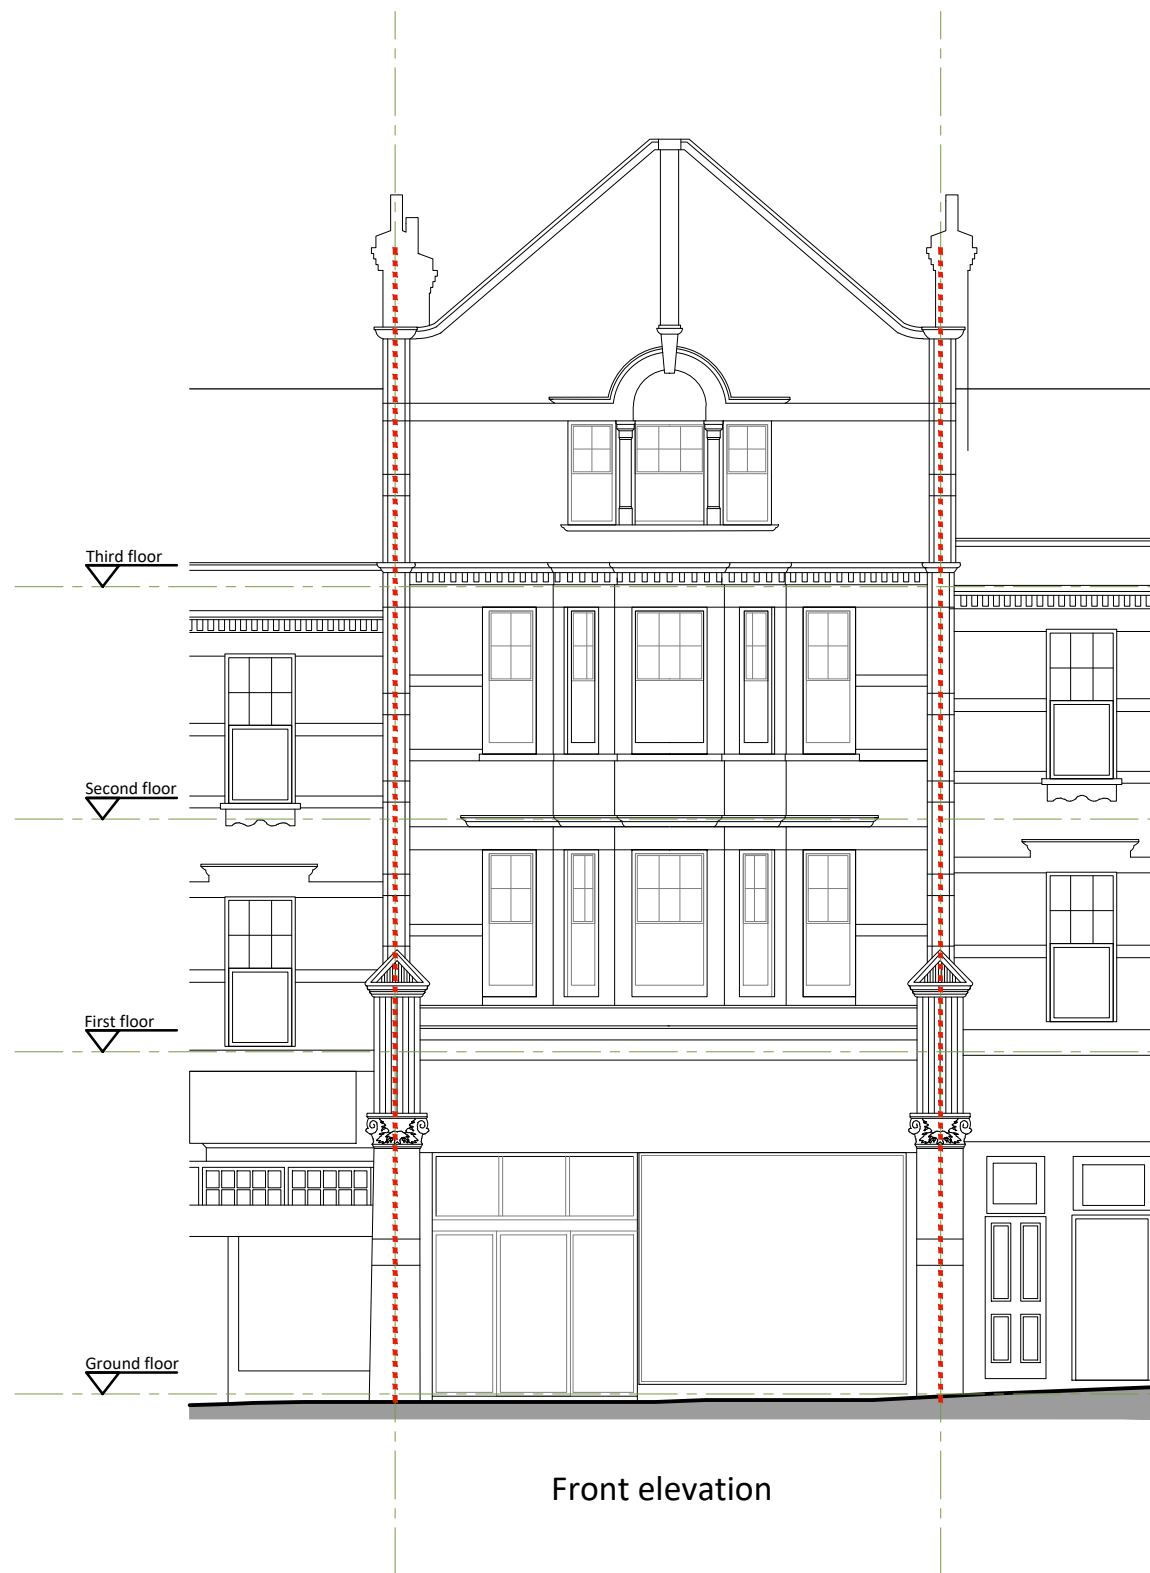 Third floor
Second floor
First floor
Ground floor
Front elevation